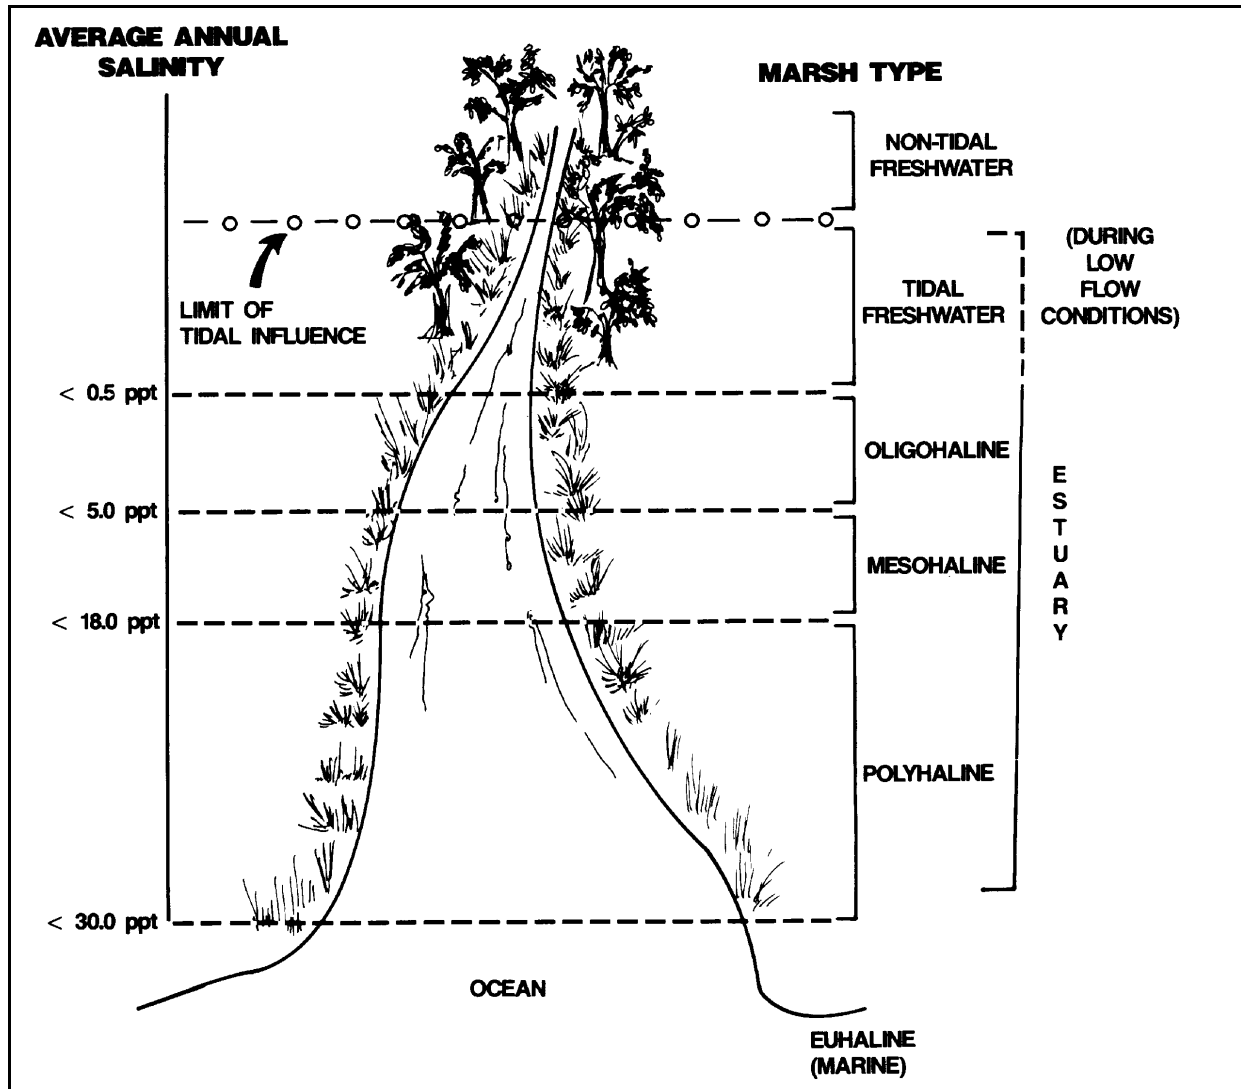 AVERAGE ANNUAL
SALINITY
MARSH TYPE
NON-TIDAL
FRESHWATER
LIMIT OF
TIDAL INFLUENCE
TIDAL
FRESHWATER
(DURING
LOW
FLOW
CONDITIONS)
< 0.5 ppt
OLIGOHALINE
< 5.0 ppt
MESOHALINE
ESTUARY
< 18.0 ppt
POLYHALINE
< 30.0 ppt
OCEAN
EUHALINE
(MARINE)